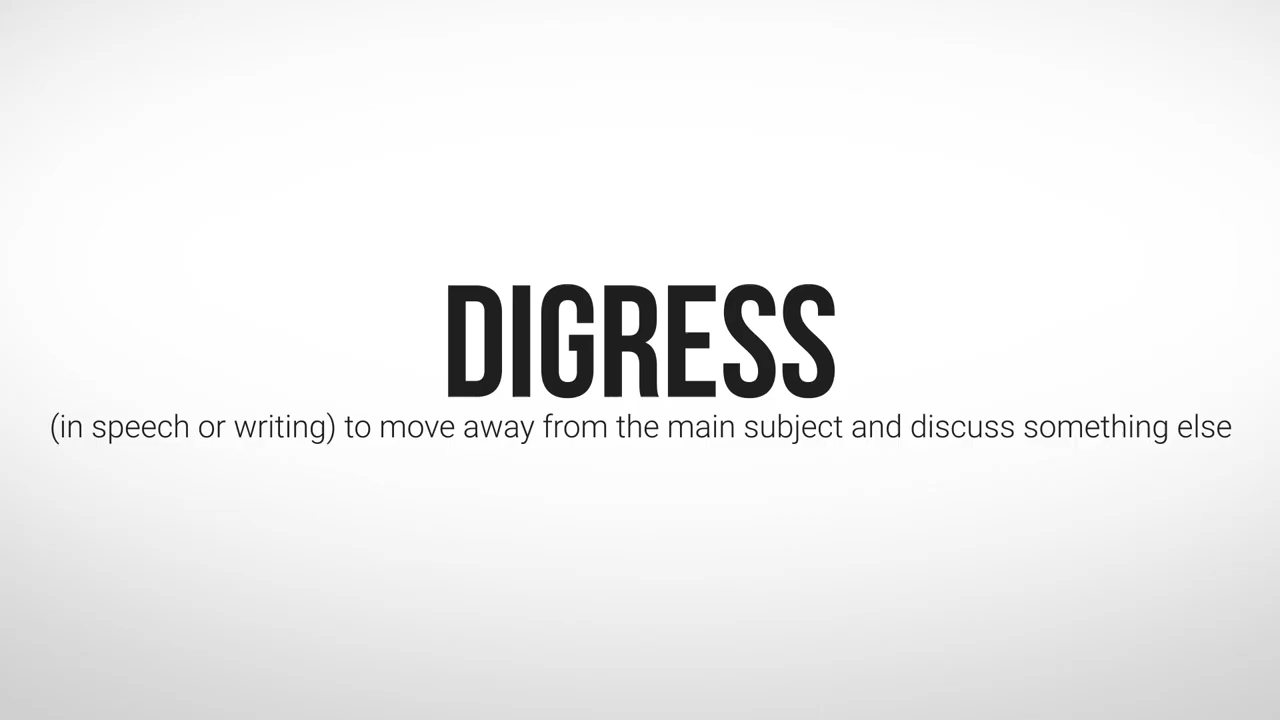 DIGRESS
(in speech or writing) to move away from the main subject and discuss something else